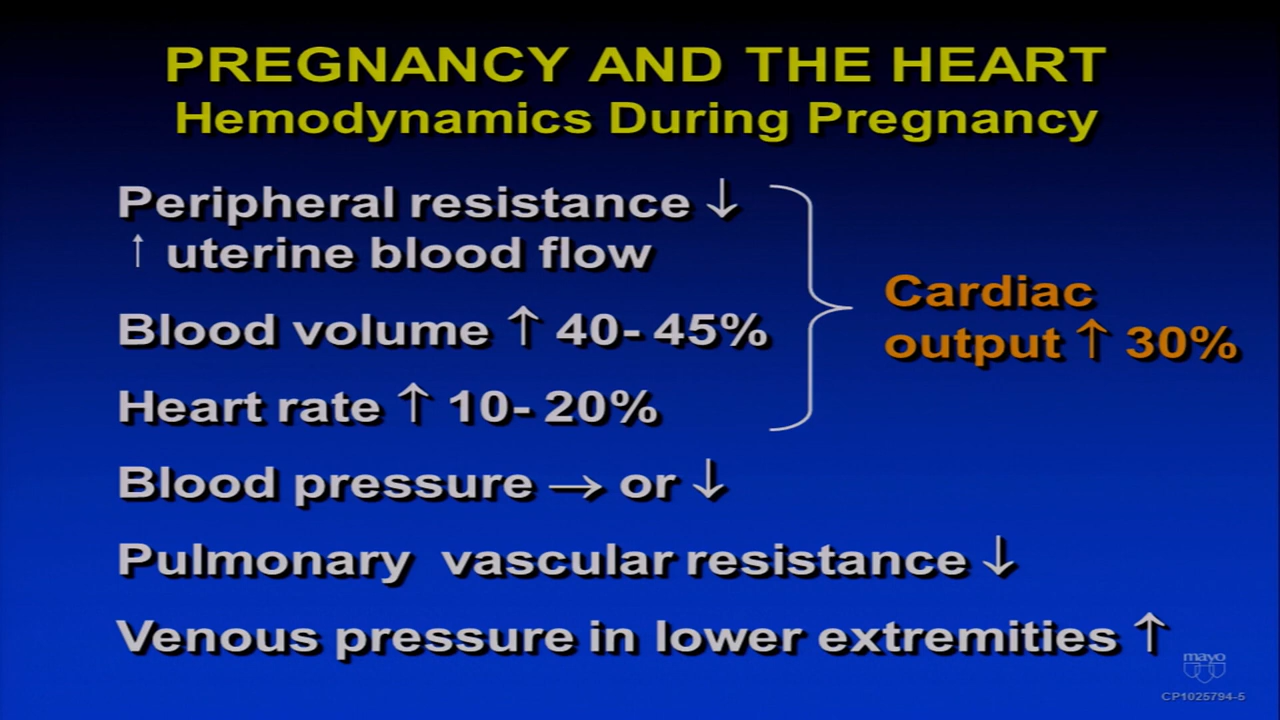 PREGNANCY AND THE HEART
Hemodynamics During Pregnancy
Peripheral resistance ↓
↑ uterine blood flow
Blood volume ↑ 40- 45%
Heart rate ↑ 10- 20%
Cardiac
output ↑ 30%
Blood pressure → or ↓
Pulmonary vascular resistance ↓
Venous pressure in lower extremities ↑
mayo
CP1025794-5